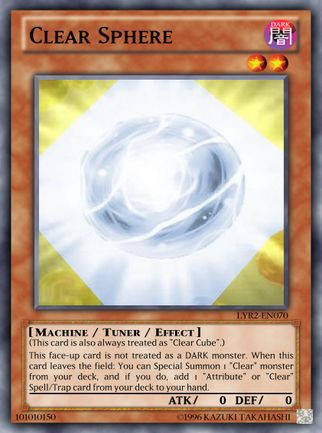 CLEAR SPHERE
DARK
闇
LYR2-EN070
[ MACHINE / TUNER / EFFECT ]
(This card is also always treated as "Clear Cube".)
This face-up card is not treated as a DARK monster. When this
card leaves the field: You can Special Summon 1 "Clear" monster
from your deck, and if you do, add 1 "Attribute" or "Clear"
Spell/Trap card from your deck to your hand.
ATK/ 0 DEF/ 0
101010150
©1996 KAZUKI TAKAHASHI